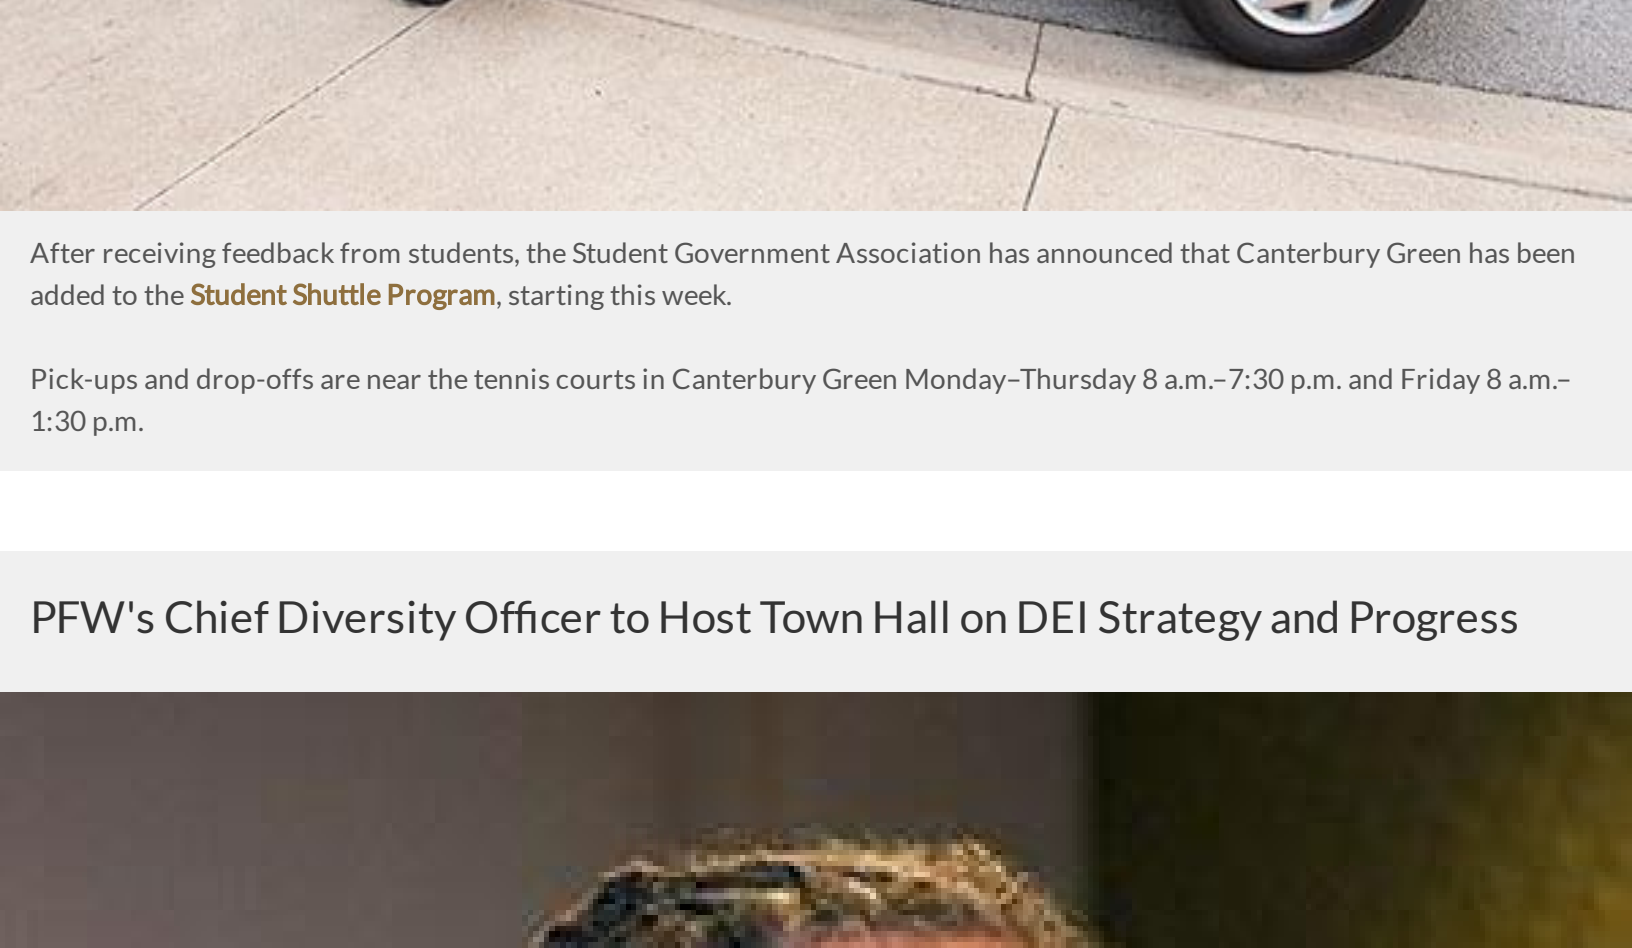 After receiving feedback from students, the Student Government Association has announced that Canterbury Green has been
added to the Student Shuttle Program, starting this week.
Pick-ups and drop-offs are near the tennis courts in Canterbury Green Monday–Thursday 8 a.m.–7:30 p.m. and Friday 8 a.m.–
1:30 p.m.
PFW's Chief Diversity Officer to Host Town Hall on DEI Strategy and Progress